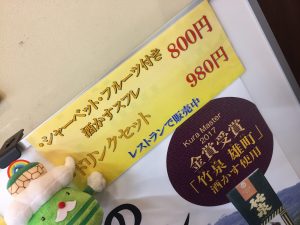 ・シャーベット・フルーツ付き
酒かすスフレ 800円
ドリンクセット 980円
レストランで販売中
Kura Master
2017
金賞受賞
「竹泉 雄町」
酒かす使用
の
竹泉